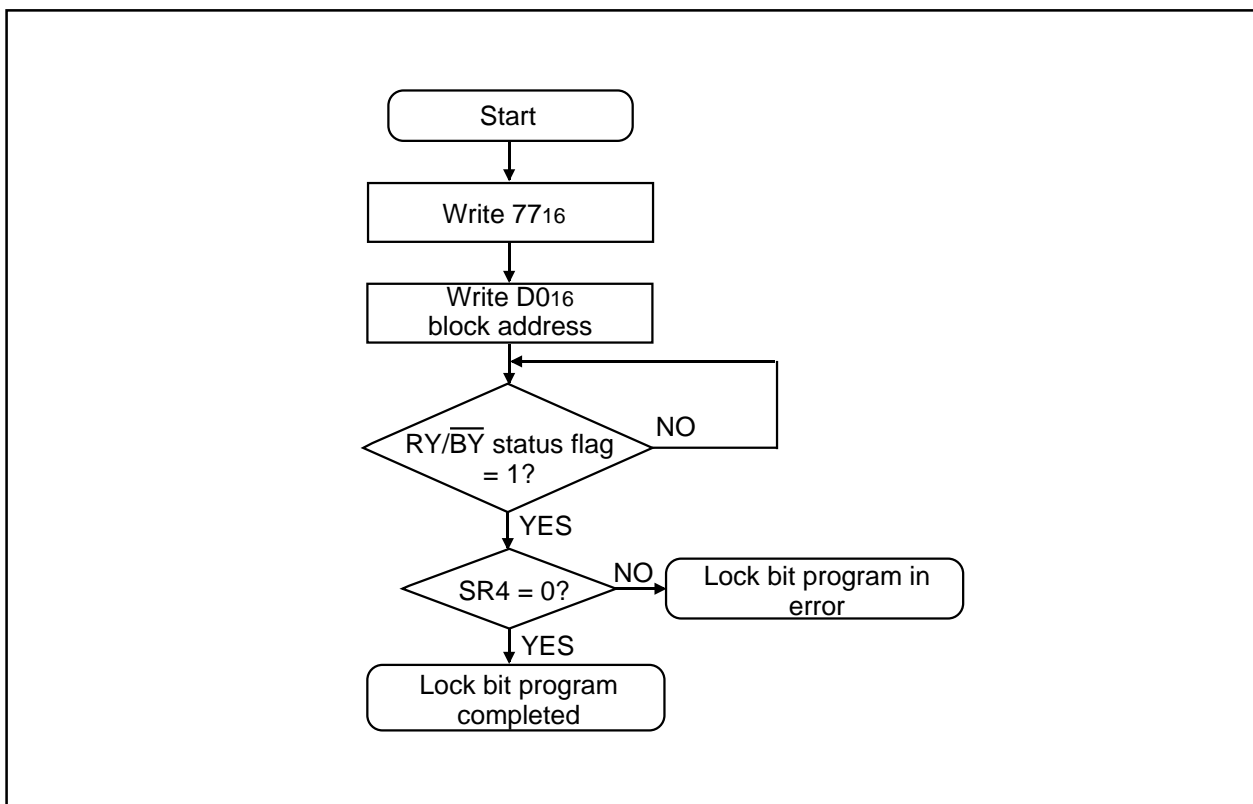 Start
Write 7716
Write D016
block address
RY/B̅Y̅ status flag
= 1?
NO
YES
SR4 = 0?
NO
Lock bit program in
error
YES
Lock bit program
completed